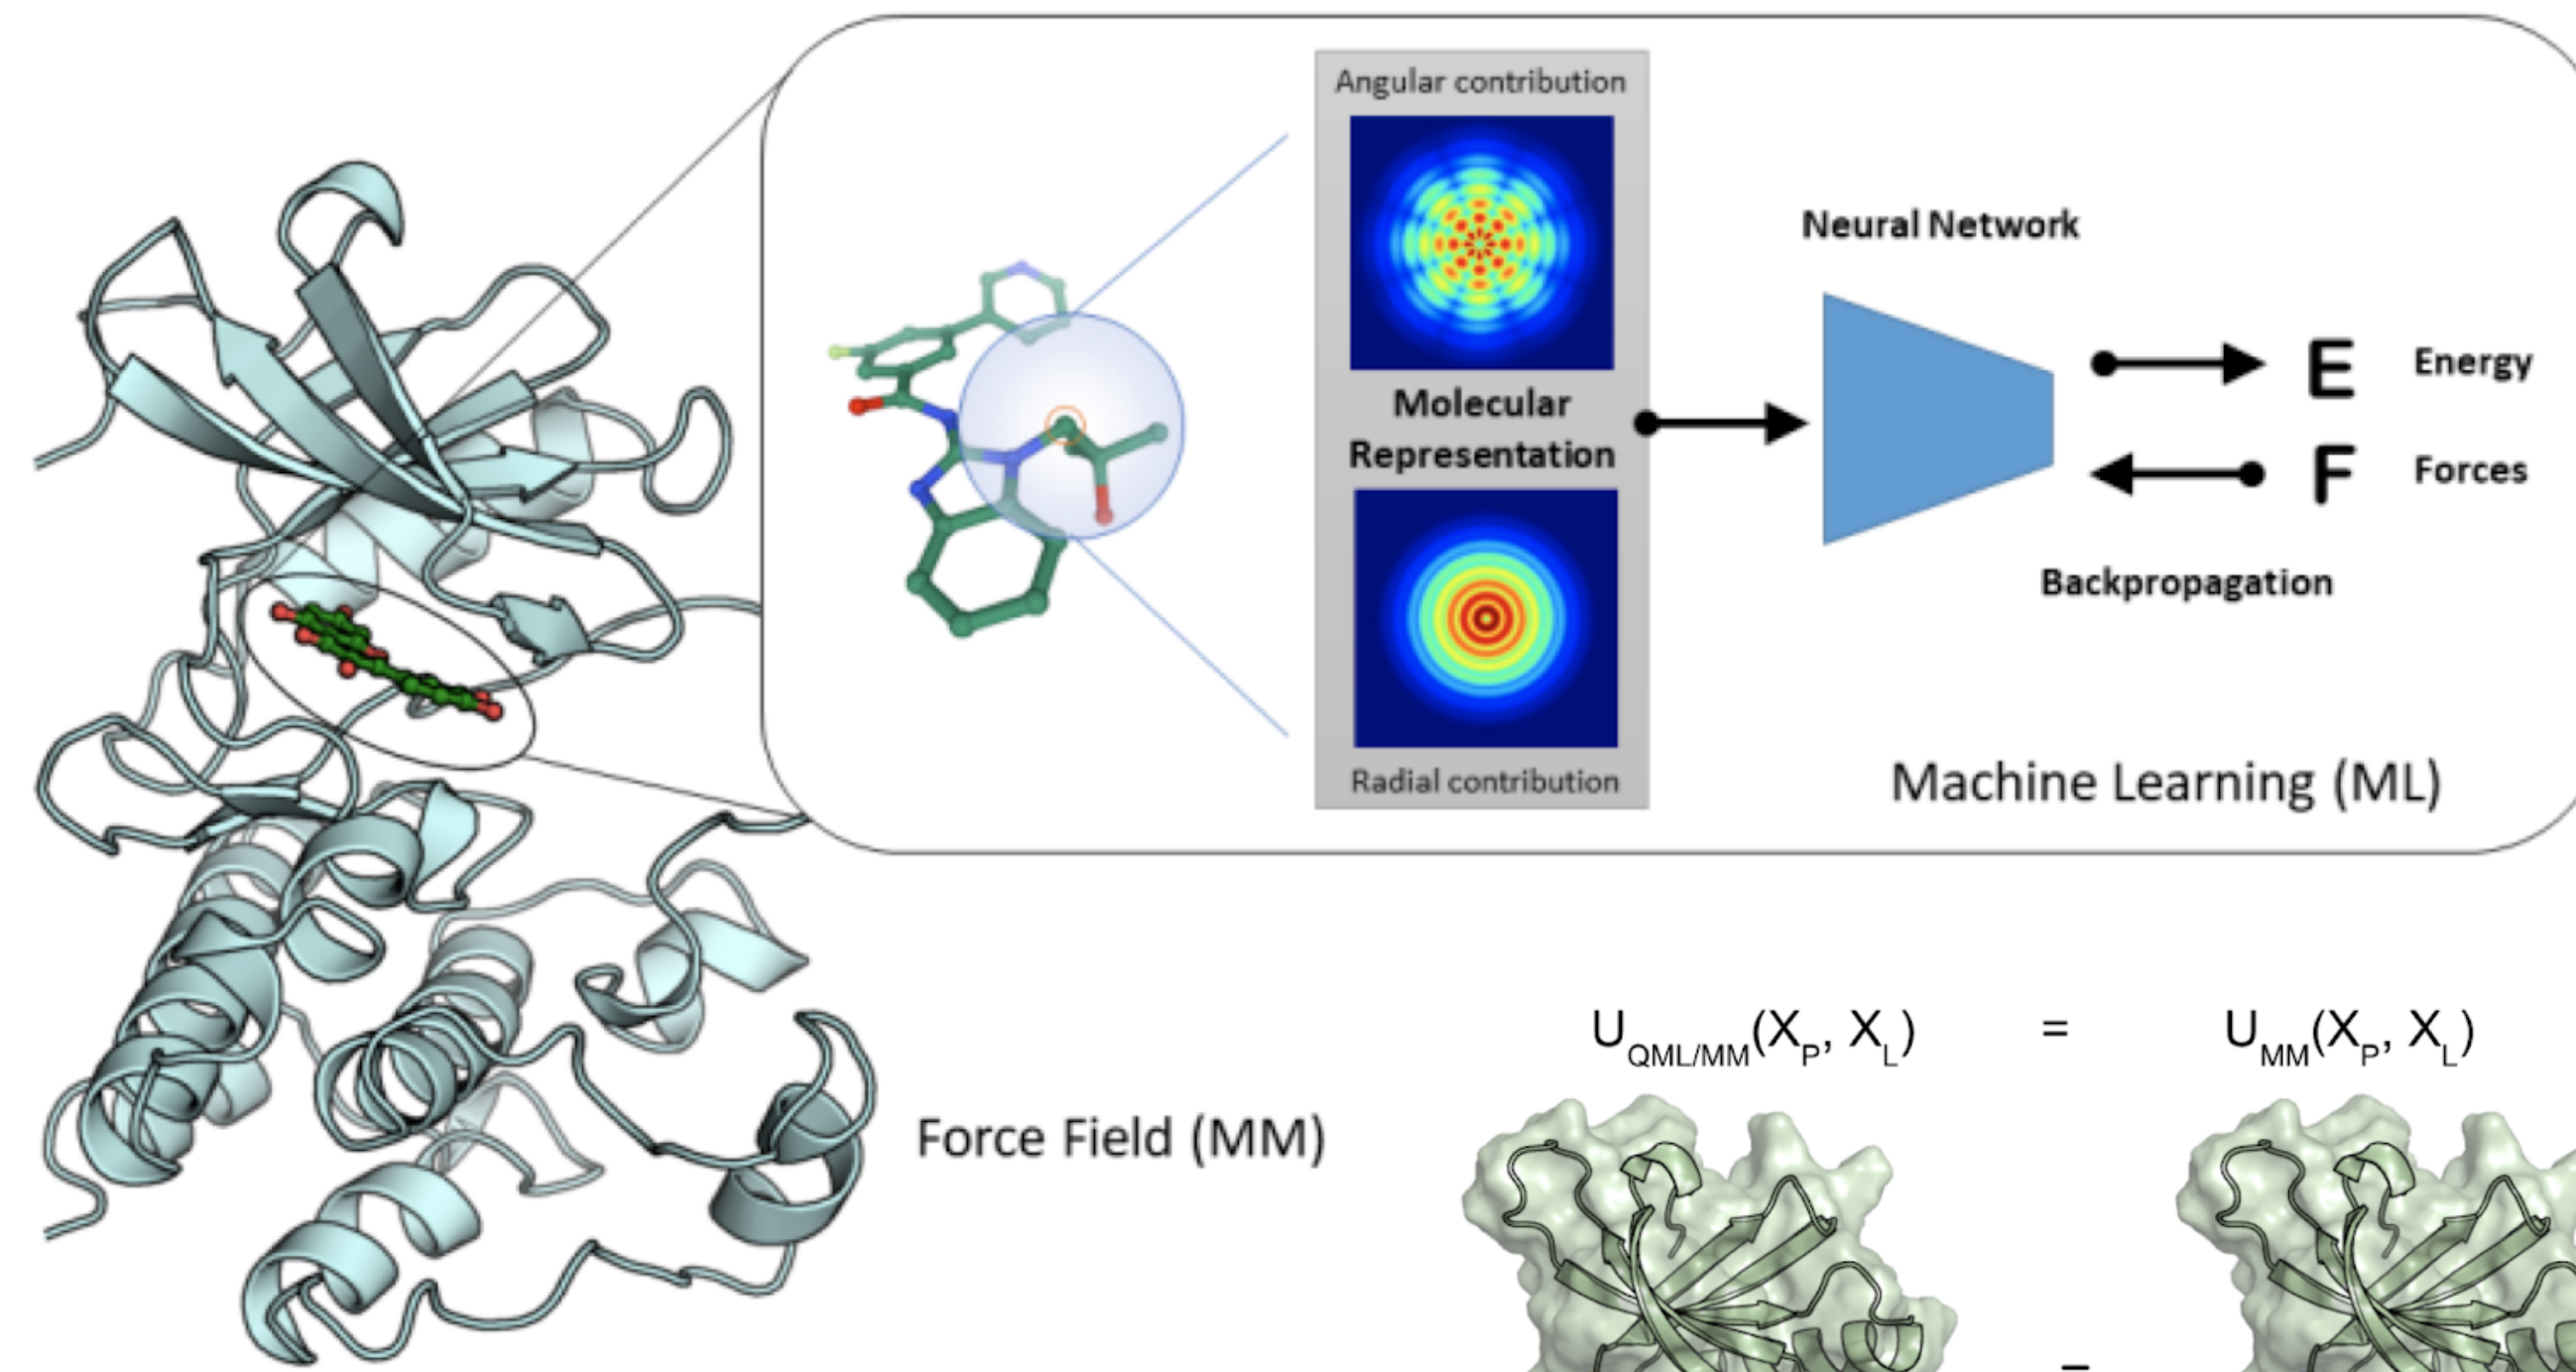 Angular contribution
Molecular
Representation
Radial contribution
Neural Network
E Energy
F Forces
Backpropagation
Machine Learning (ML)
Force Field (MM)
U_QML/MM(X_P, X_L) = U_MM(X_P, X_L)
=